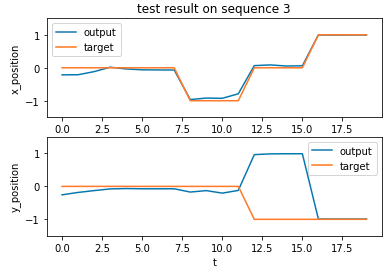 test result on sequence 3
output
target
x_position
1
0
−1
0.0 2.5 5.0 7.5 10.0 12.5 15.0 17.5
output
target
y_position
1
0
−1
0.0 2.5 5.0 7.5 10.0 12.5 15.0 17.5
t